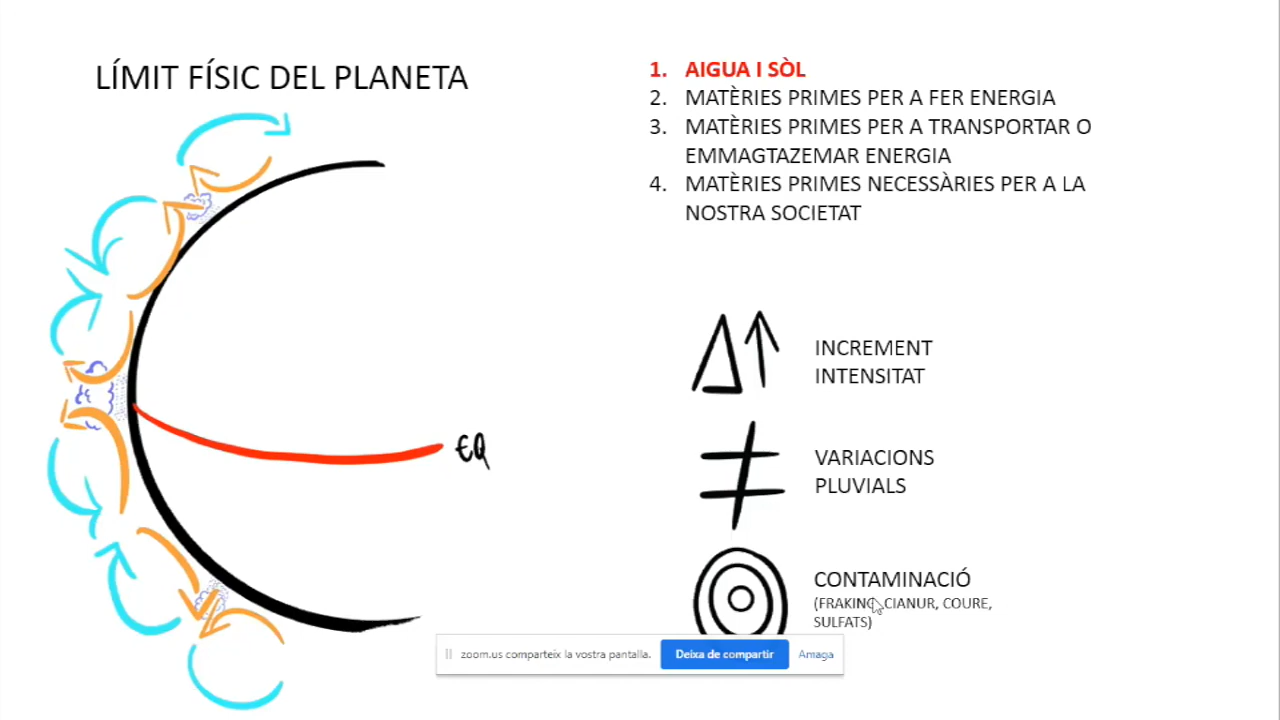 LÍMIT FÍSIC DEL PLANETA
1. AIGUA I SÒL
2. MATÈRIES PRIMES PER A FER ENERGIA
3. MATÈRIES PRIMES PER A TRANSPORTAR O
EMMAGTAZEMAR ENERGIA
4. MATÈRIES PRIMES NECESSÀRIES PER A LA
NOSTRA SOCIETAT
INCREMENT
INTENSITAT
EQ
VARIACIONS
PLUVIALS
CONTAMINACIÓ
(FRAKING, CIANUR, COURE,
SULFATS)
zoom.us comparteix la vostra pantalla.
Deixa de compartir
Amaga